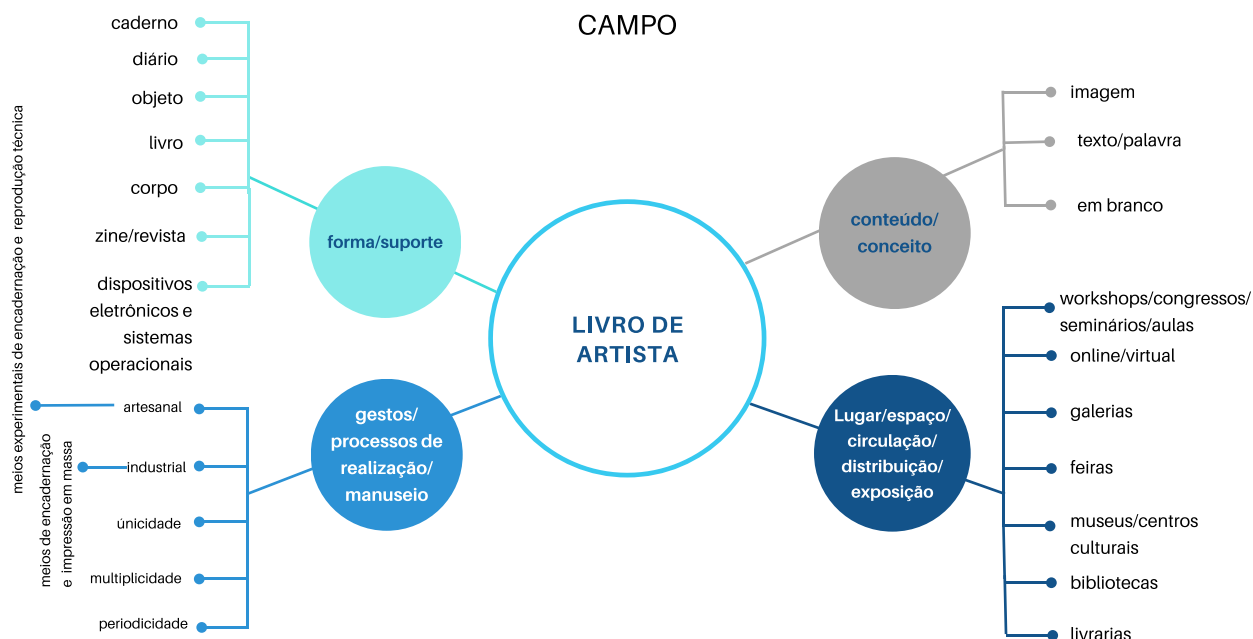 CAMPO
caderno
diário
objeto
livro
corpo
zine/revista
dispositivos
eletrônicos e
sistemas
operacionais
forma/suporte
meios experimentais de encadernação e reprodução técnica
artesanal
industrial
únicidade
multiplicidade
periodicidade
meios de encadernação
e impressão em massa
gestos/
processos de
realização/
manuseio
LIVRO DE
ARTISTA
conteúdo/
conceito
imagem
texto/palavra
em branco
Lugar/espaço/
circulação/
distribuição/
exposição
workshops/congressos/
seminários/aulas
online/virtual
galerias
feiras
museus/centros
culturais
bibliotecas
livrarias